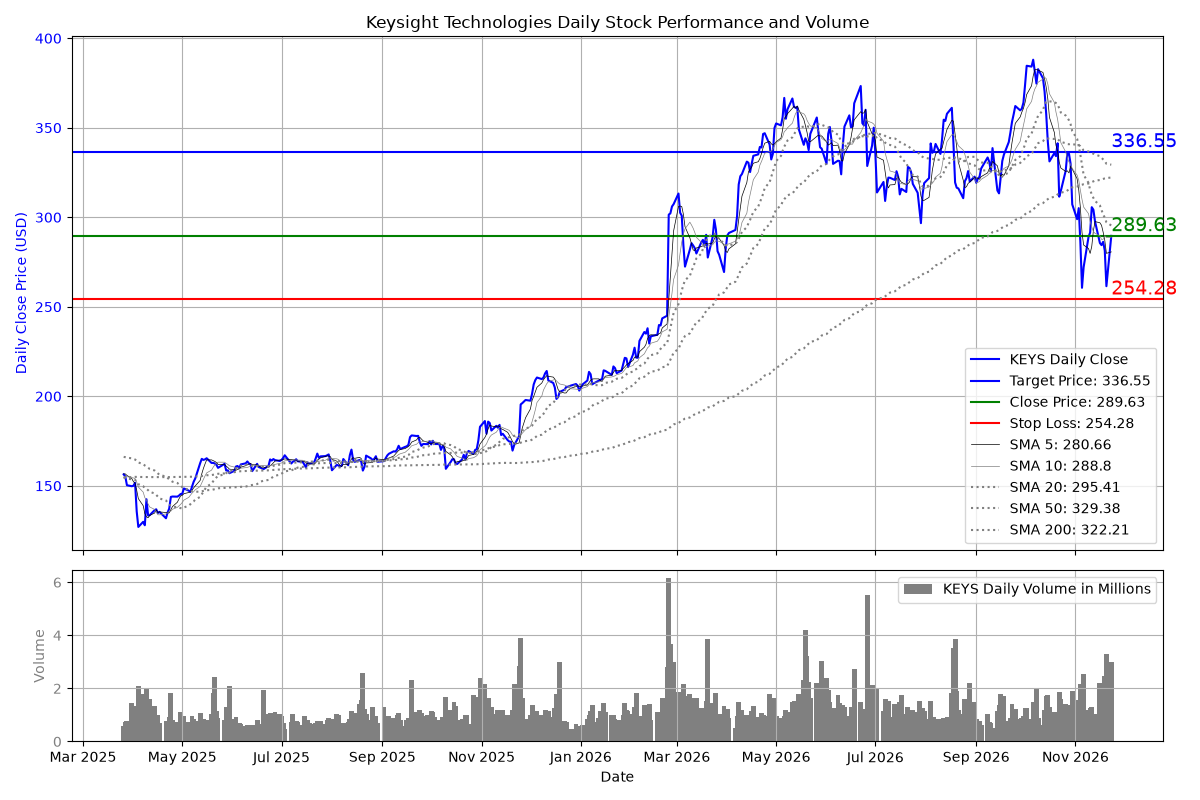 Keysight Technologies Daily Stock Performance and Volume
400
350
300
250
200
150
Daily Close Price (USD)
336.55
289.63
254.28
KEYS Daily Close
Target Price: 336.55
Close Price: 289.63
Stop Loss: 254.28
SMA 5: 280.66
SMA 10: 288.8
SMA 20: 295.41
SMA 50: 329.38
SMA 200: 322.21
6
4
2
0
Volume
KEYS Daily Volume in Millions
Mar 2025 May 2025 Jul 2025 Sep 2025 Nov 2025 Jan 2026 Mar 2026 May 2026 Jul 2026 Sep 2026 Nov 2026
Date